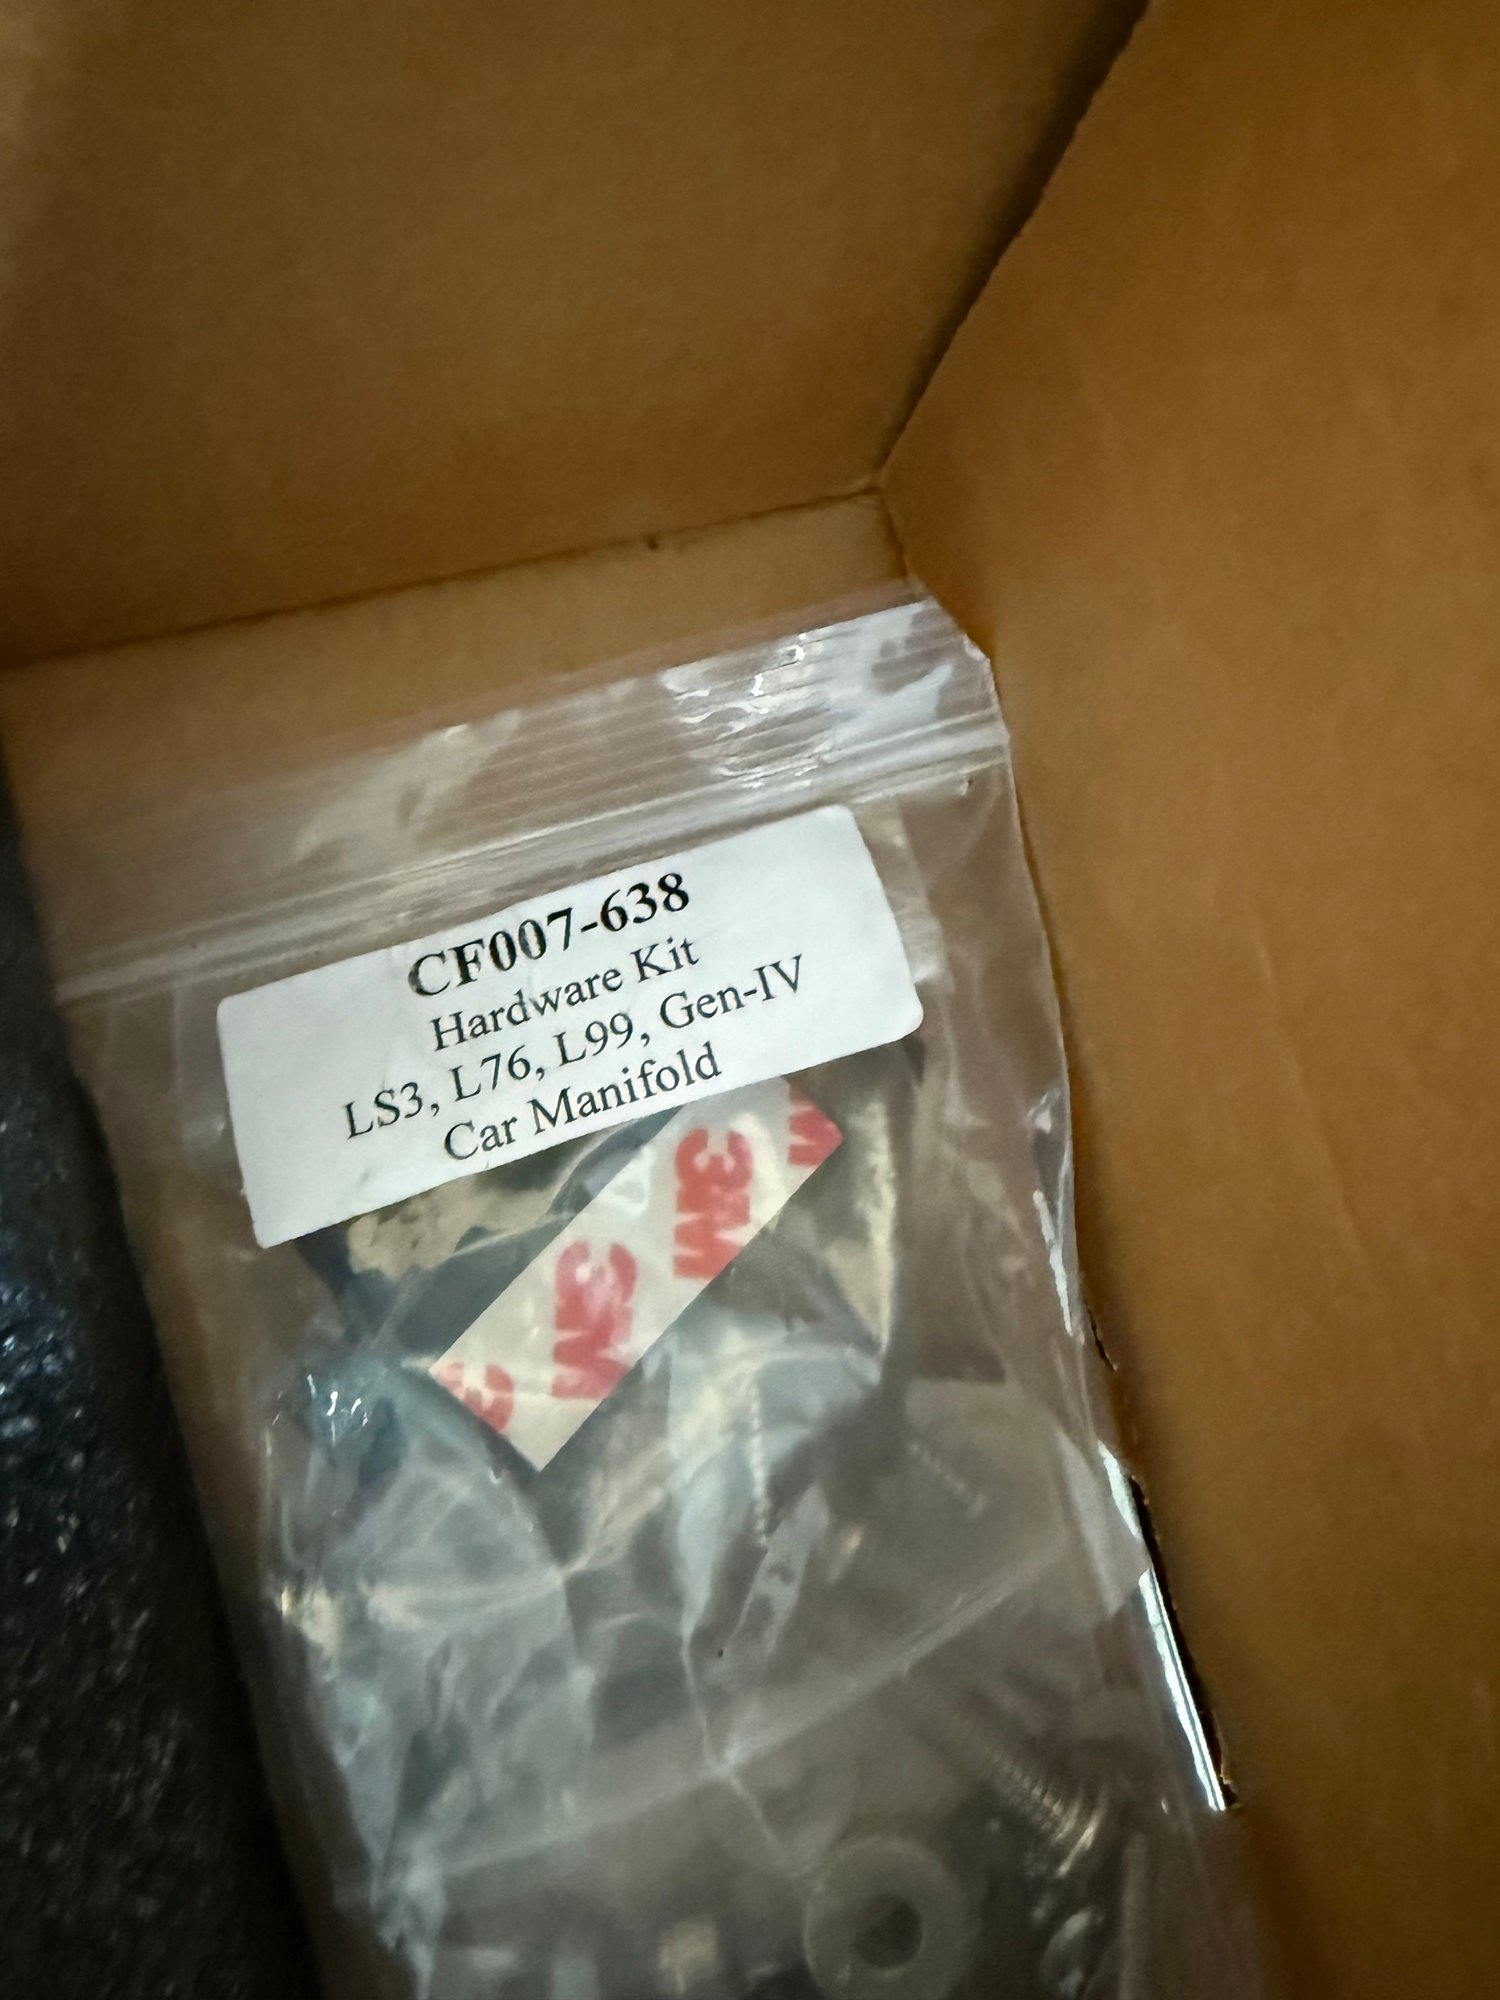 CF007-638
Hardware Kit
LS3, L76, L99, Gen-IV
Car Manifold
3M
3M